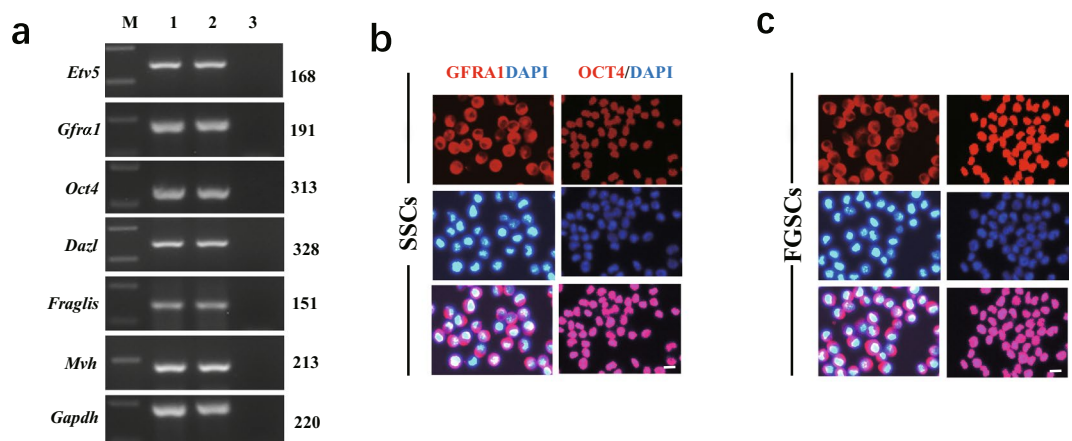 a
M 1 2 3
Etv5 168
Gfrα1 191
Oct4 313
Dazl 328
Fraglis 151
Mvh 213
Gapdh 220
b
GFRA1DAPI OCT4/DAPI
SSCs
c
FGSCs